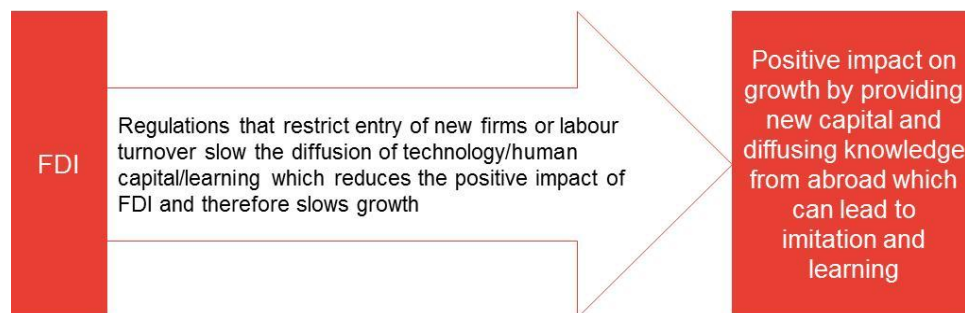 FDI
Regulations that restrict entry of new firms or labour
turnover slow the diffusion of technology/human
capital/learning which reduces the positive impact of
FDI and therefore slows growth
Positive impact on
growth by providing
new capital and
diffusing knowledge
from abroad which
can lead to
imitation and
learning